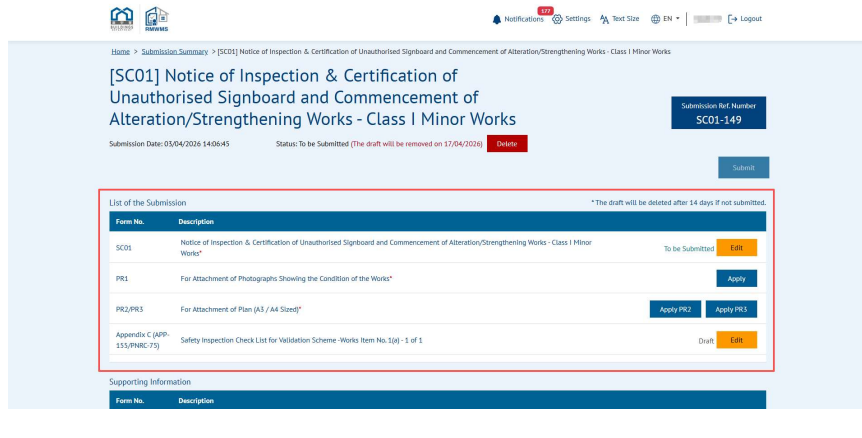 177
Notifications Settings Text Size EN Logout
RMWMS
Home > Submission Summary > [SC01] Notice of Inspection & Certification of Unauthorised Signboard and Commencement of Alteration/Strengthening Works - Class I Minor Works
[SC01] Notice of Inspection & Certification of
Unauthorised Signboard and Commencement of
Alteration/Strengthening Works - Class I Minor Works
Submission Ref. Number
SC01-149
Submission Date: 03/04/2026 14:06:45 Status: To be Submitted (The draft will be removed on 17/04/2026) Delete
Submit
List of the Submission * The draft will be deleted after 14 days if not submitted.
Form No. Description
SC01 Notice of Inspection & Certification of Unauthorised Signboard and Commencement of Alteration/Strengthening Works - Class I Minor
Works* To be Submitted Edit
PR1 For Attachment of Photographs Showing the Condition of the Works* Apply
PR2/PR3 For Attachment of Plan (A3 / A4 Sized)* Apply PR2 Apply PR3
Appendix C (APP-
155/PNRC-75) Safety Inspection Check List for Validation Scheme -Works Item No. 1(a) - 1 of 1 Draft Edit
Supporting Information
Form No. Description